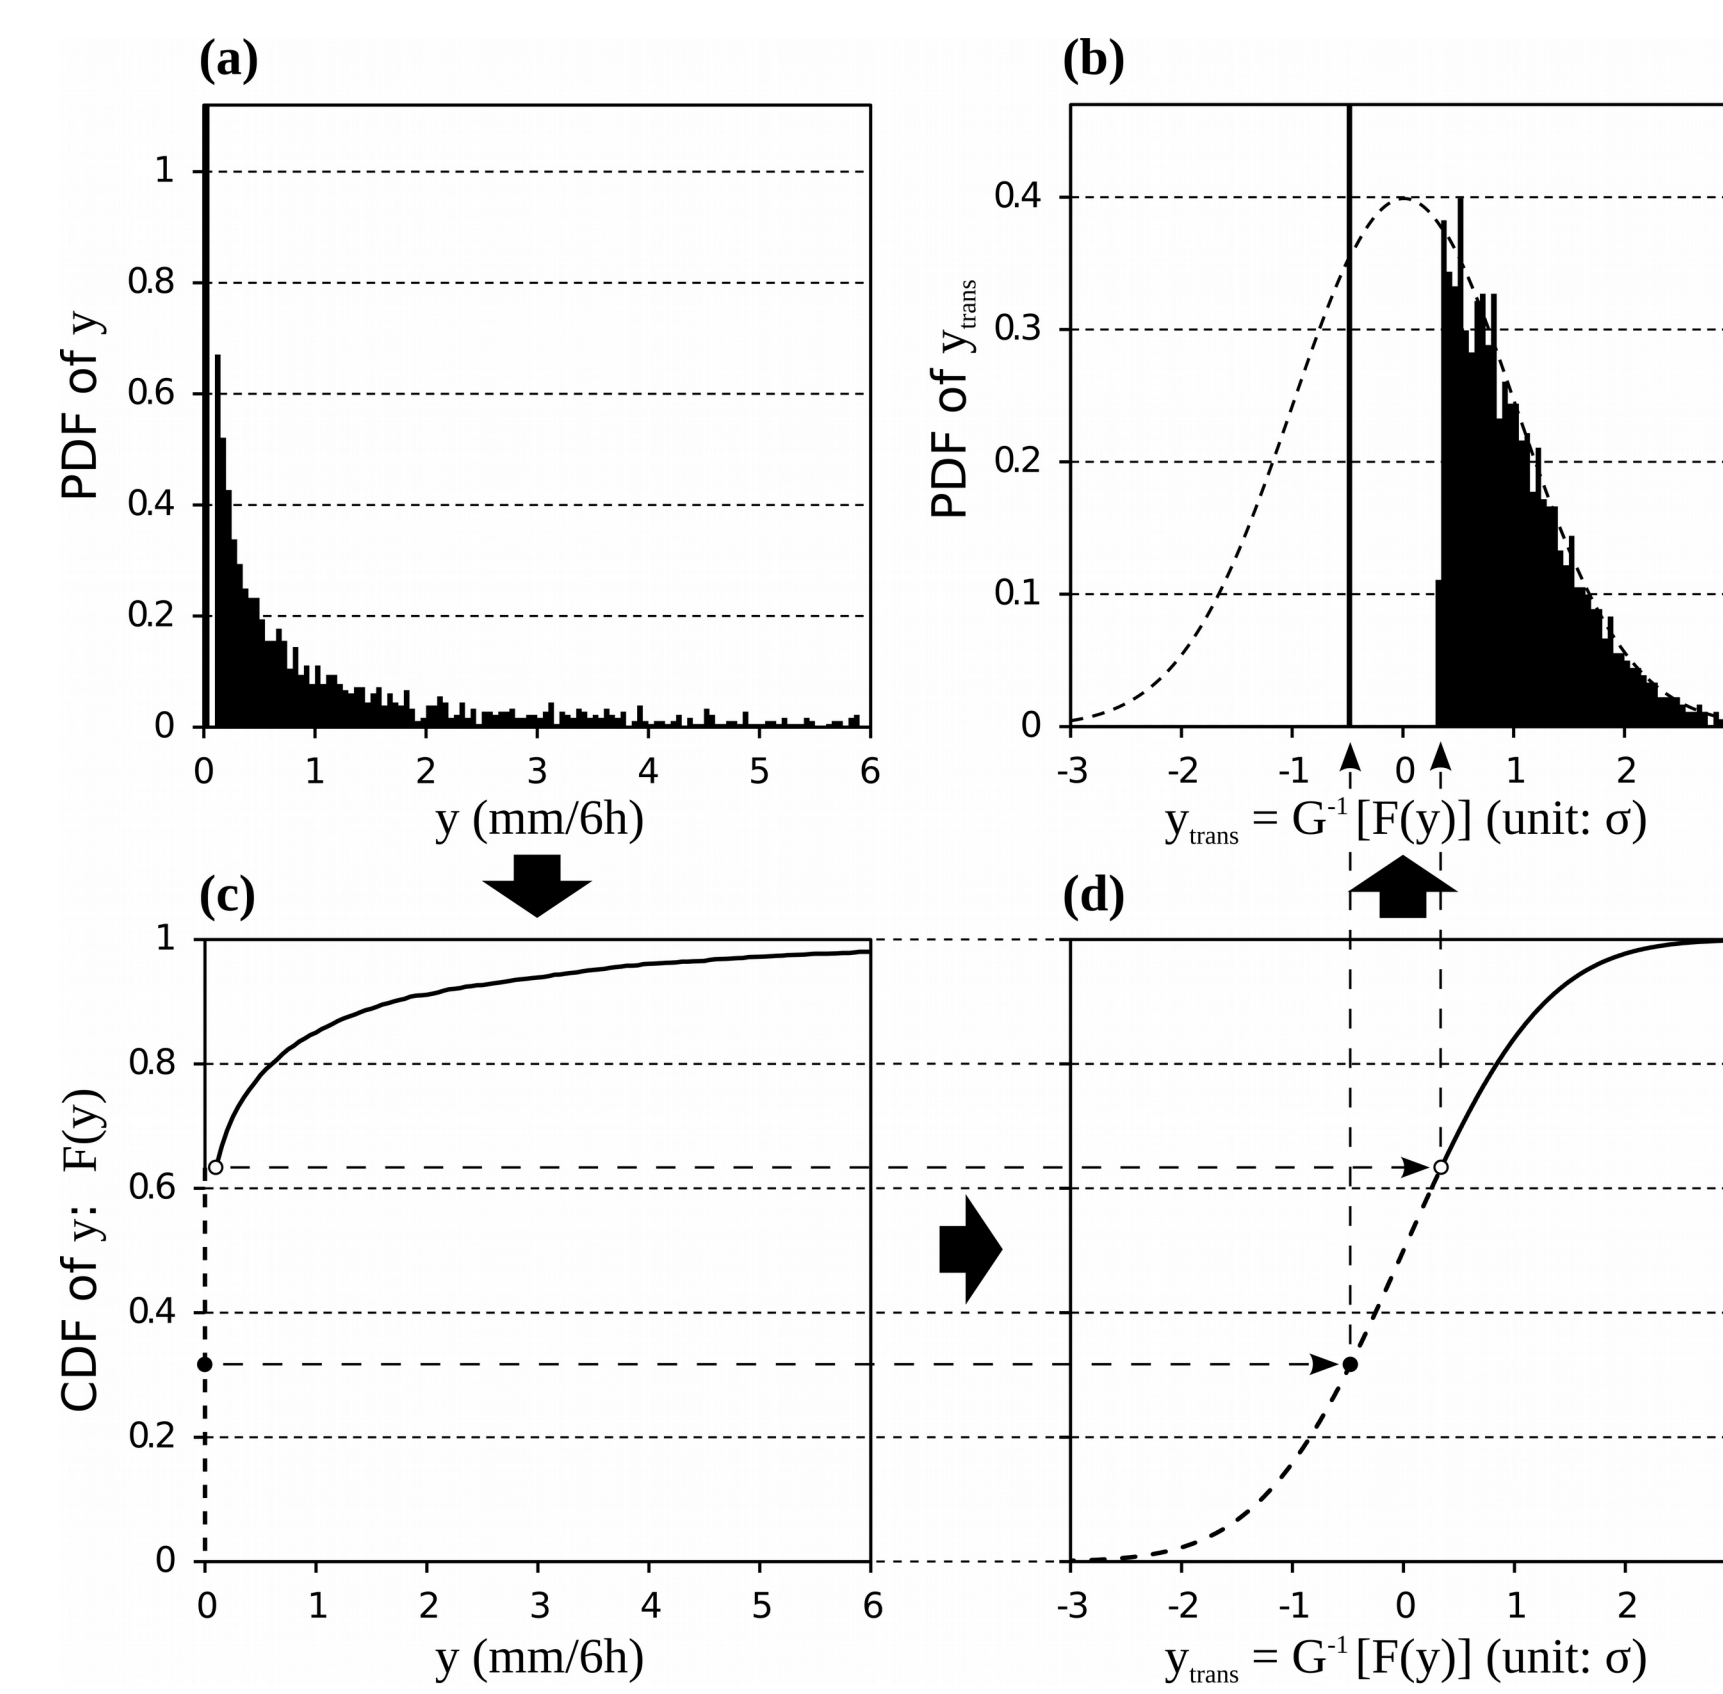 (a)
1
0.8
0.6
0.4
0.2
0
PDF of y
0 1 2 3 4 5 6
y (mm/6h)
(b)
0.4
0.3
0.2
0.1
0
PDF of ytrans
-3 -2 -1 0 1 2
ytrans = G-1 [F(y)] (unit: σ)
(c)
1
0.8
0.6
0.4
0.2
0
CDF of y: F(y)
0 1 2 3 4 5 6
y (mm/6h)
(d)
-3 -2 -1 0 1 2
ytrans = G-1 [F(y)] (unit: σ)